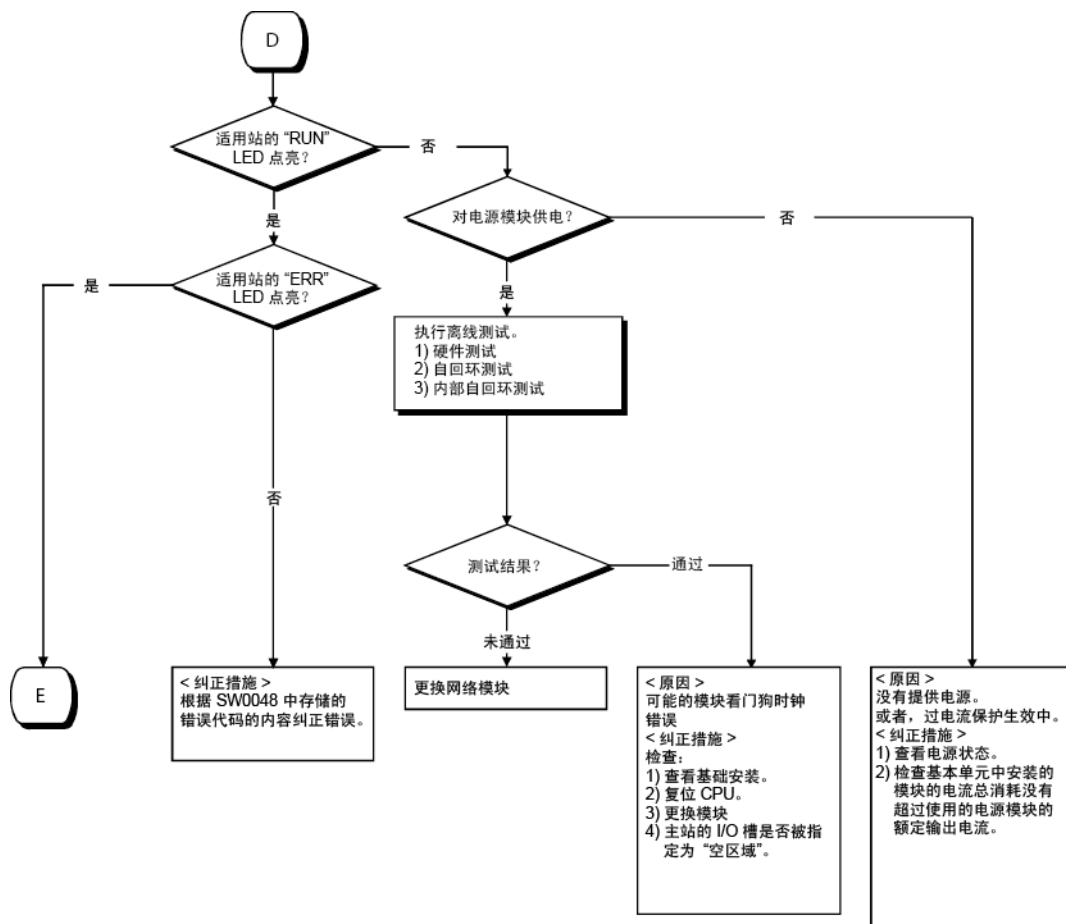 D
适用站的 “RUN”
LED 点亮？
否
是
对电源模块供电？
否
适用站的 “ERR”
LED 点亮？
是
是
执行离线测试。
1) 硬件测试
2) 自回环测试
3) 内部自回环测试
否
测试结果？
通过
未通过
E
< 纠正措施 >
根据 SW0048 中存储的
错误代码的内容纠正错误。
更换网络模块
< 原因 >
可能的模块看门狗时钟
错误
< 纠正措施 >
检查：
1) 查看基础安装。
2) 复位 CPU。
3) 更换模块
4) 主站的 I/O 槽是否被指
定为 “空区域”。
< 原因 >
没有提供电源。
或者，过电流保护生效中。
< 纠正措施 >
1) 查看电源状态。
2) 检查基本单元中安装的
模块的电流总消耗没有
超过使用的电源模块的
额定输出电流。